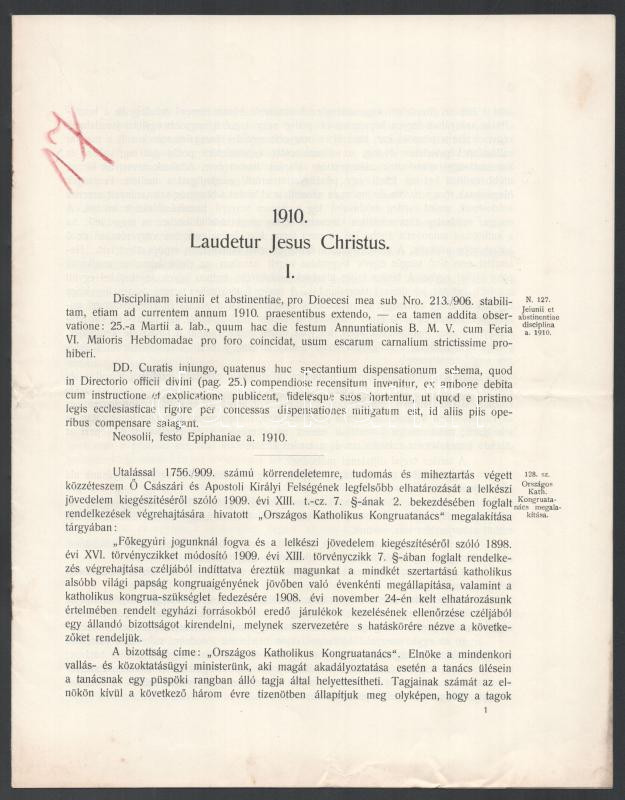 17
1910.
Laudetur Jesus Christus.
I.
Disciplinam ieiunii et abstinentiae, pro Dioecesi mea sub Nro. 213./906. stabili-
tam, etiam ad currentem annum 1910. praesentibus extendo, — ea tamen addita obser-
vatione: 25.-a Martii a. lab., quum hac die festum Annuntiationis B. M. V. cum Feria
VI. Maioris Hebdomadae pro foro coincidat, usum escarum carnalium strictissime pro-
hiberi.
N. 127.
Jeiunii et
abstinentiae
disciplina
a. 1910.
DD. Curatis iniungo, quatenus huc spectantium dispensationum schema, quod
in Directorio officii divini (pag. 25.) compendiose recensitum invenitur, ex ambone debita
cum instructione et explicatione publicent, fidelesque suos hortentur, ut quod e pristino
legis ecclesiasticae rigore per concessas dispensationes mitigatum est, id aliis piis ope-
ribus compensare satagant.
Neosolii, festo Epiphaniae a. 1910.
Utalással 1756./909. számú körrendeletemre, tudomás és miheztartás végett
közzéteszem Ő Császári és Apostoli Királyi Felségének legfelsőbb elhatározását a lelkészi
jövedelem kiegészítéséről szóló 1909. évi XIII. t.-cz. 7. §-ának 2. bekezdésében foglalt
rendelkezések végrehajtására hivatott „Országos Katholikus Kongruatanács" megalakítása
tárgyában:
128. sz.
Országos
Kath.
Kongruata-
nács megala-
kítása.
„Főkegyúri jogunknál fogva és a lelkészi jövedelem kiegészítéséről szóló 1898.
évi XVI. törvényczikket módosító 1909. évi XIII. törvényczikk 7. §-ában foglalt rendelke-
zés végrehajtása czéljából indíttatva éreztük magunkat a mindkét szertartású katholikus
alsóbb világi papság kongruaigényének jövőben való évenkénti megállapítása, valamint a
katholikus kongrua-szükséglet fedezésére 1908. évi november 24-én kelt elhatározásunk
értelmében rendelt egyházi forrásokból eredő járulékok kezelésének ellenőrzése czéljából
egy állandó bizottságot kirendelni, melynek szervezetére s hatáskörére nézve a követke-
zőket rendeljük.
A bizottság címe: „Országos Katholikus Kongruatanács". Elnöke a mindenkori
vallás- és közoktatásügyi ministerünk, aki magát akadályoztatása esetén a tanács ülésein
a tanácsnak egy püspöki rangban álló tagja által helyettesítheti. Tagjainak számát az el-
nökön kívül a következő három évre tizenötben állapítjuk meg olyképen, hogy a tagok
1